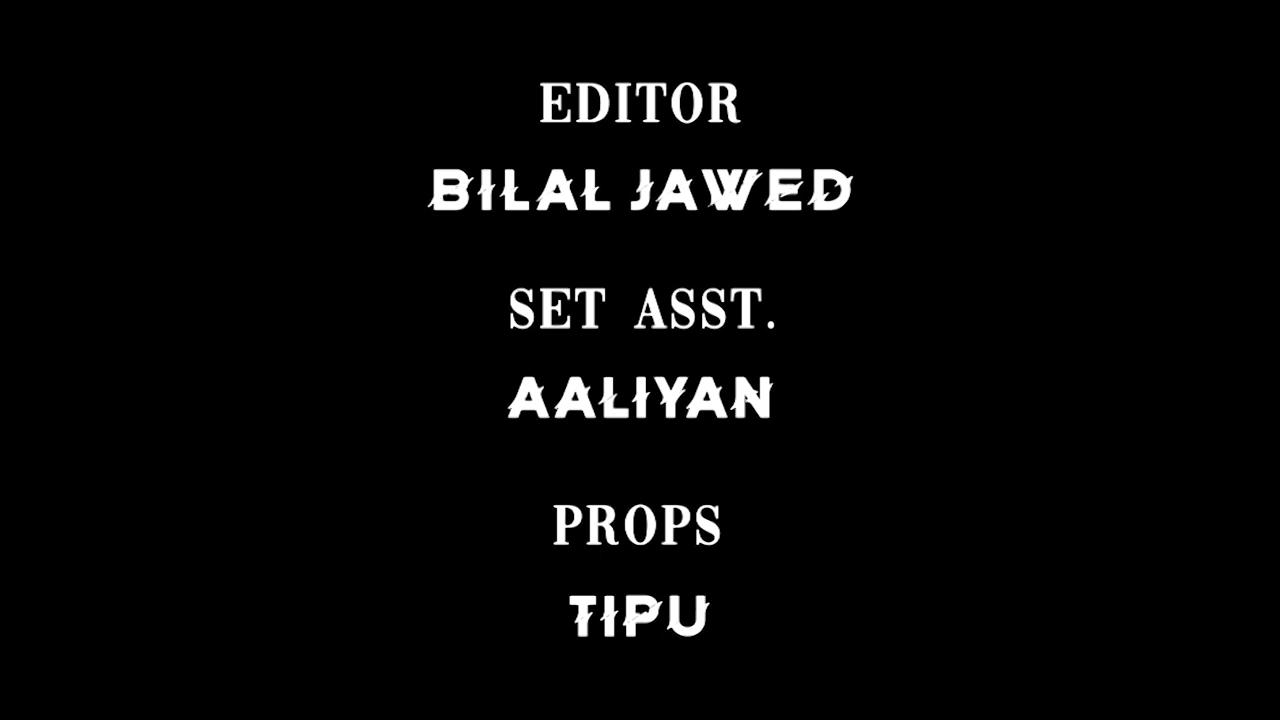 EDITOR
BILAL JAWED
SET ASST.
AALIYAN
PROPS
TIPU